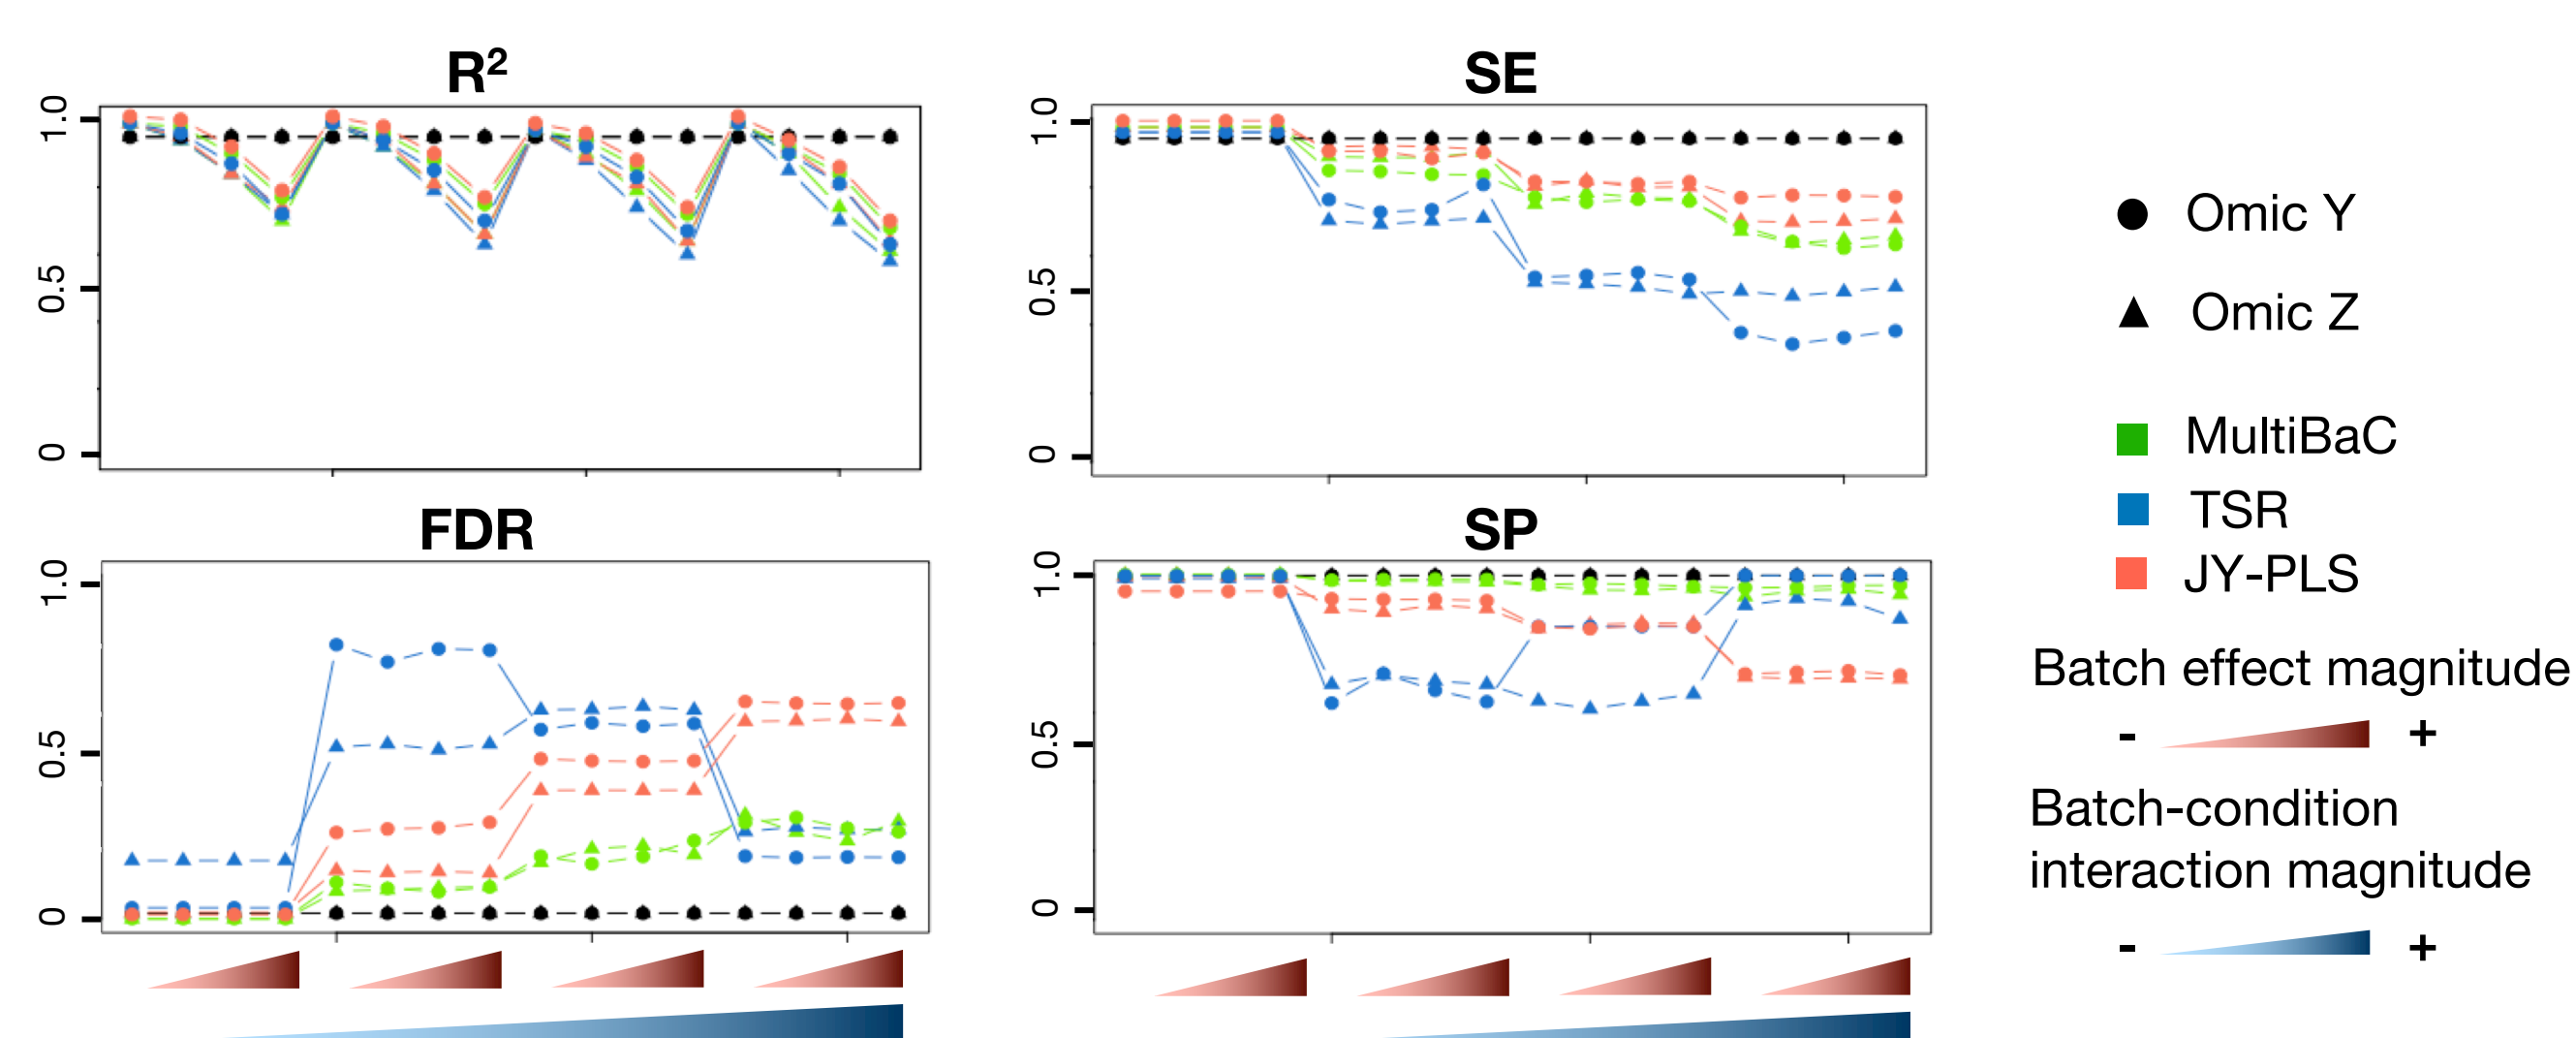 R²
1.0
0.5
0
SE
1.0
0.5
0
FDR
1.0
0.5
0
SP
1.0
0.5
0
Omic Y
Omic Z
MultiBaC
TSR
JY-PLS
Batch effect magnitude
- +
Batch-condition
interaction magnitude
- +